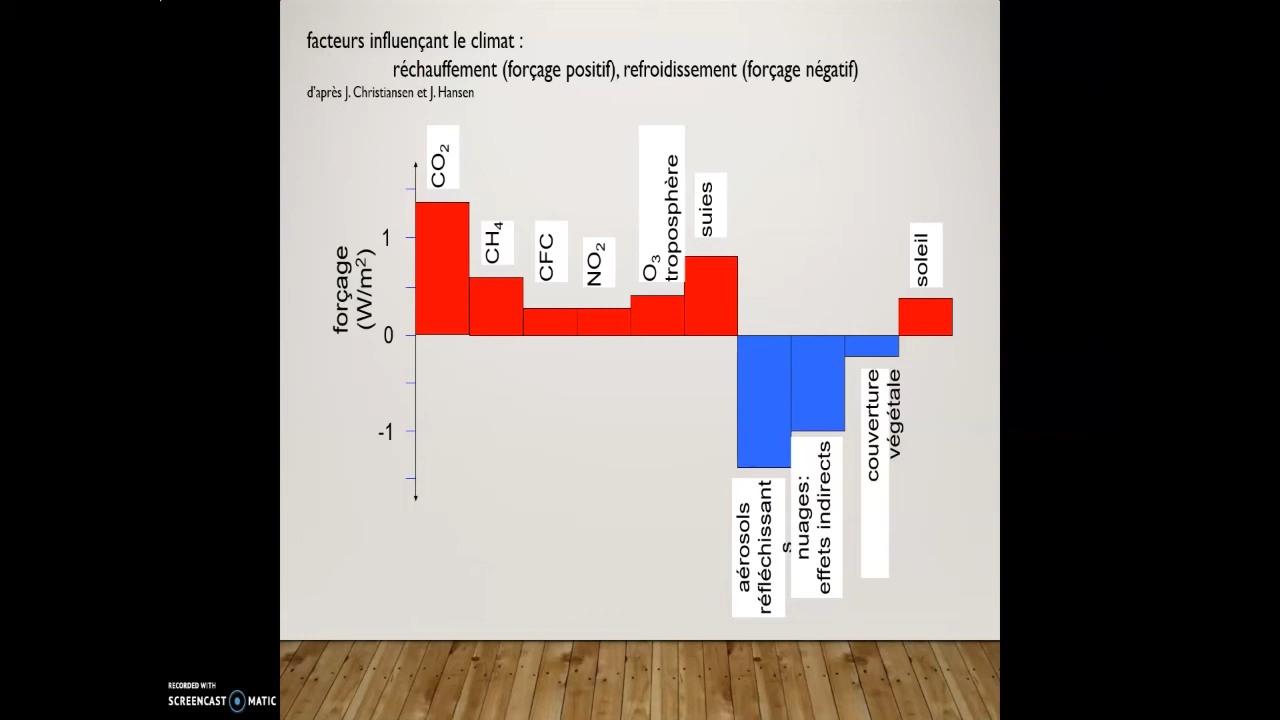 facteurs influençant le climat :
réchauffement (forçage positif), refroidissement (forçage négatif)
d'après J. Christiansen et J. Hansen
forçage
(W/m²)
1
0
-1
CO₂
CH₄
CFC
NO₂
O₃
troposphère
suies
aérosols
réfléchissant
s
nuages:
effets indirects
couverture
végétale
soleil
RECORDED WITH
SCREENCAST MATIC